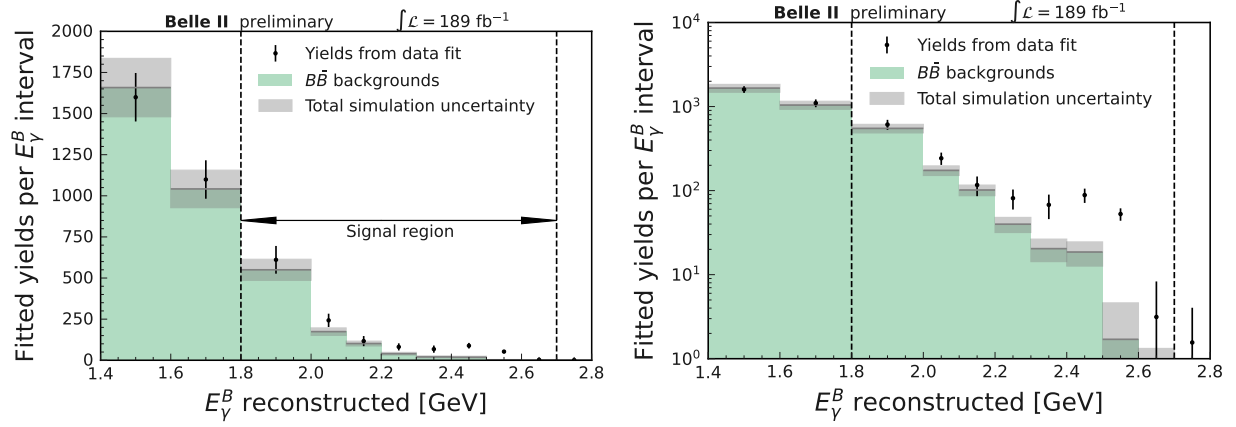 Belle II preliminary ∫ℒ = 189 fb⁻¹
Fitted yields per E_γ^B interval
2000
1750
1500
1250
1000
750
500
250
0
Yields from data fit
BB̄ backgrounds
Total simulation uncertainty
Signal region
1.4 1.6 1.8 2.0 2.2 2.4 2.6 2.8
E_γ^B reconstructed [GeV]
Belle II preliminary ∫ℒ = 189 fb⁻¹
Fitted yields per E_γ^B interval
10⁴
10³
10²
10¹
10⁰
Yields from data fit
BB̄ backgrounds
Total simulation uncertainty
1.4 1.6 1.8 2.0 2.2 2.4 2.6 2.8
E_γ^B reconstructed [GeV]